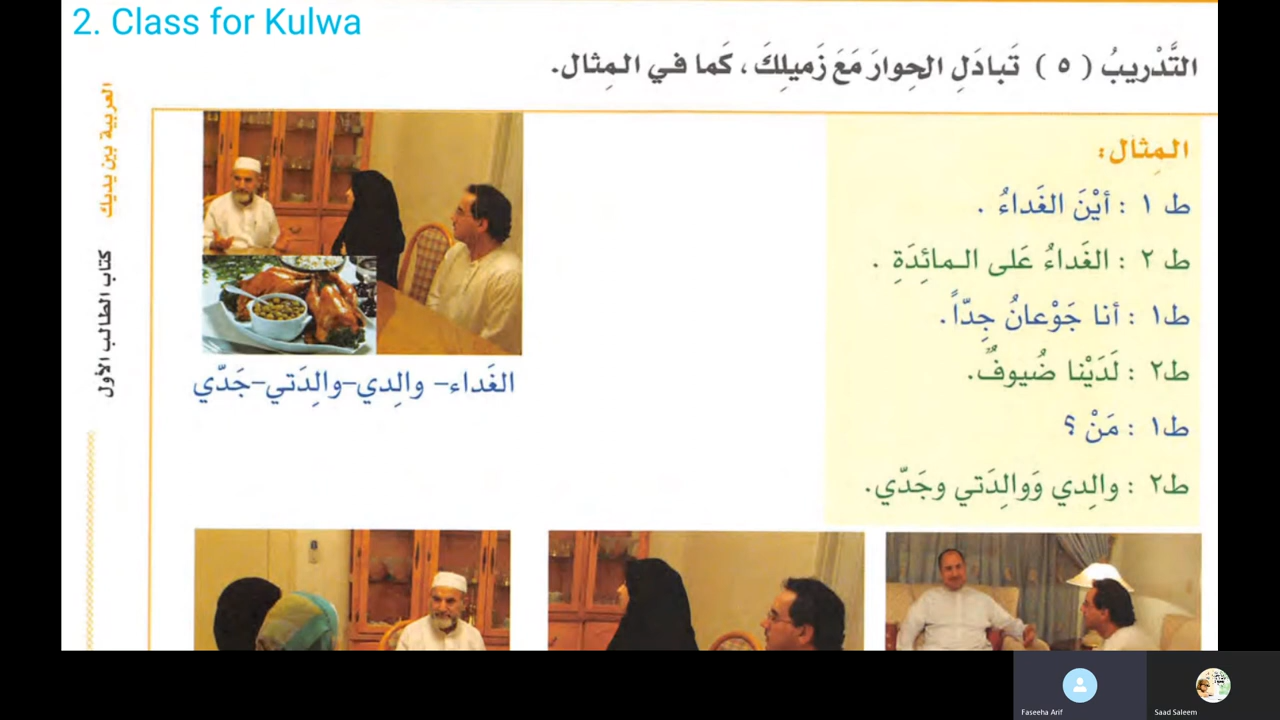 2. Class for Kulwa
التَّدْرِيبُ ( ٥ ) تَبادَلِ الحِوارَ مَعَ زَميلِكَ ، كَما في المِثال.
المِثال:
ط ١ : أيْنَ الغَداءُ .
ط ٢ : الغَداءُ عَلى المائِدَةِ .
ط١ : أنا جَوْعانُ جِدّاً.
ط٢ : لَدَيْنا ضُيوفٌ.
ط١ : مَنْ ؟
ط٢ : والِدي وَوالِدَتي وجَدّي.
الغَداء- والِدي-والِدَتي-جَدّي
العربية بين يديك
كتاب الطالب الأول
Faseeha Arif
Saad Saleem